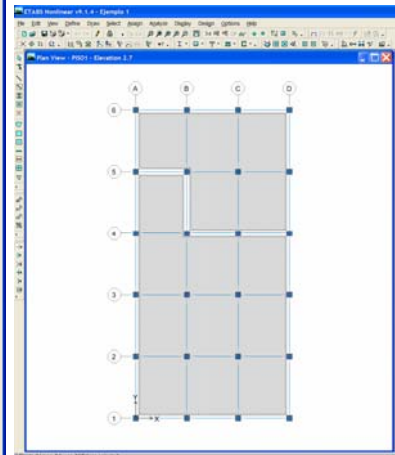 ETABS Nonlinear v9.1.4 - Ejemplo 1
File Edit View Define Draw Select Assign Analyze Display Design Options Help
Plan View - PISO1 - Elevation 2.7
A B C D
6
5
4
3
2
Y
1 X